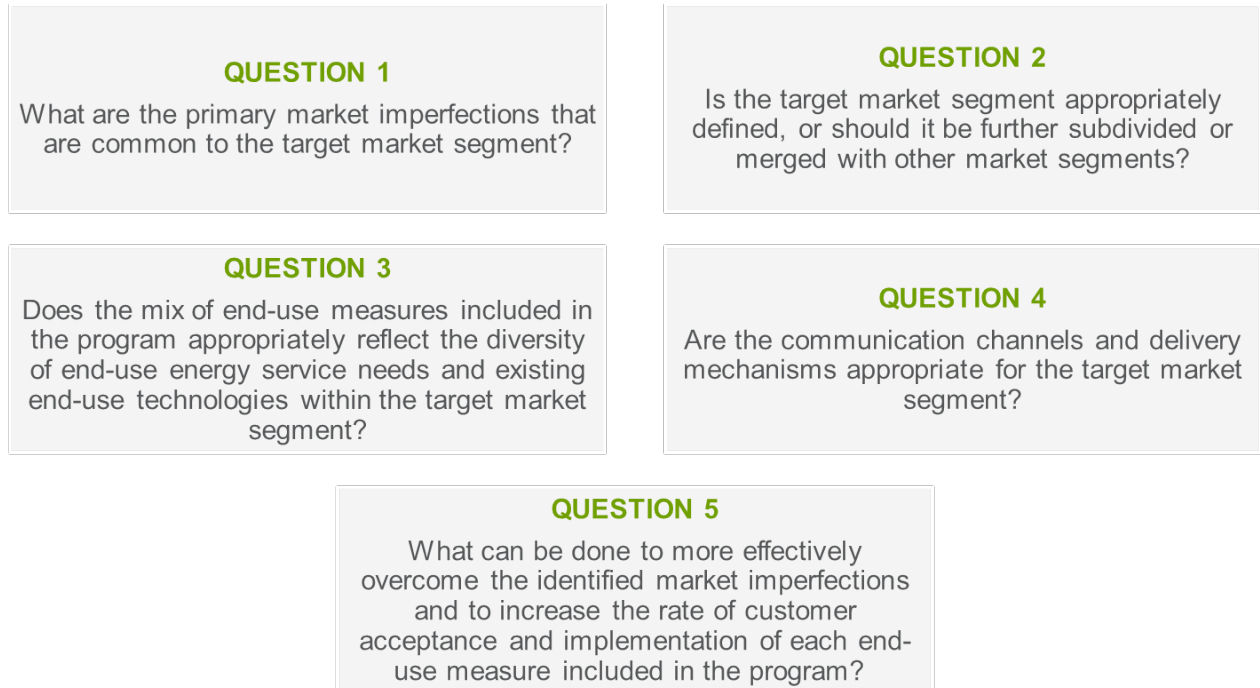 QUESTION 1
What are the primary market imperfections that
are common to the target market segment?
QUESTION 2
Is the target market segment appropriately
defined, or should it be further subdivided or
merged with other market segments?
QUESTION 3
Does the mix of end-use measures included in
the program appropriately reflect the diversity
of end-use energy service needs and existing
end-use technologies within the target market
segment?
QUESTION 4
Are the communication channels and delivery
mechanisms appropriate for the target market
segment?
QUESTION 5
What can be done to more effectively
overcome the identified market imperfections
and to increase the rate of customer
acceptance and implementation of each end-
use measure included in the program?